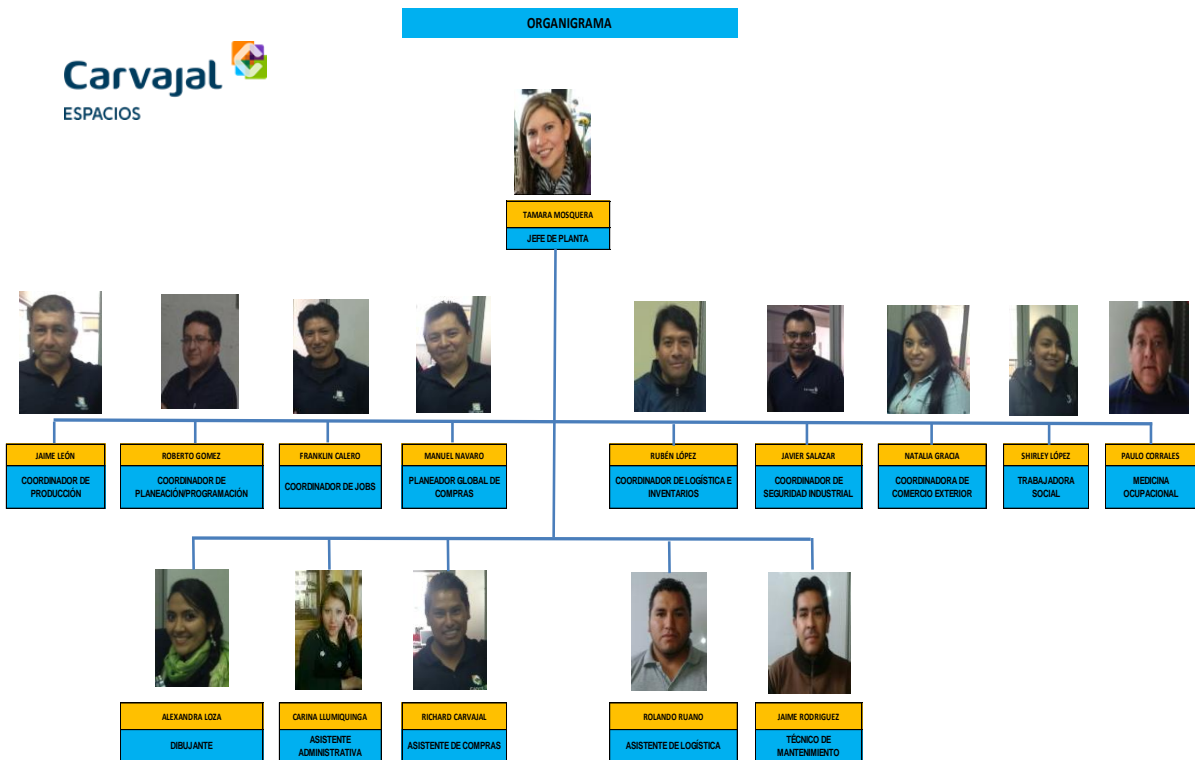 ORGANIGRAMA
Carvajal
ESPACIOS
TAMARA MOSQUERA
JEFE DE PLANTA
JAIME LEÓN
COORDINADOR DE
PRODUCCIÓN
ROBERTO GOMEZ
COORDINADOR DE
PLANEACIÓN/PROGRAMACIÓN
FRANKLIN CALERO
COORDINADOR DE JOBS
MANUEL NAVARO
PLANEADOR GLOBAL DE
COMPRAS
RUBÉN LÓPEZ
COORDINADOR DE LOGÍSTICA E
INVENTARIOS
JAVIER SALAZAR
COORDINADOR DE
SEGURIDAD INDUSTRIAL
NATALIA GRACIA
COORDINADORA DE
COMERCIO EXTERIOR
SHIRLEY LÓPEZ
TRABAJADORA
SOCIAL
PAULO CORRALES
MEDICINA
OCUPACIONAL
ALEXANDRA LOZA
DIBUJANTE
CARINA LLUMIQUINGA
ASISTENTE
ADMINISTRATIVA
RICHARD CARVAJAL
ASISTENTE DE COMPRAS
ROLANDO RUANO
ASISTENTE DE LOGÍSTICA
JAIME RODRIGUEZ
TÉCNICO DE
MANTENIMIENTO